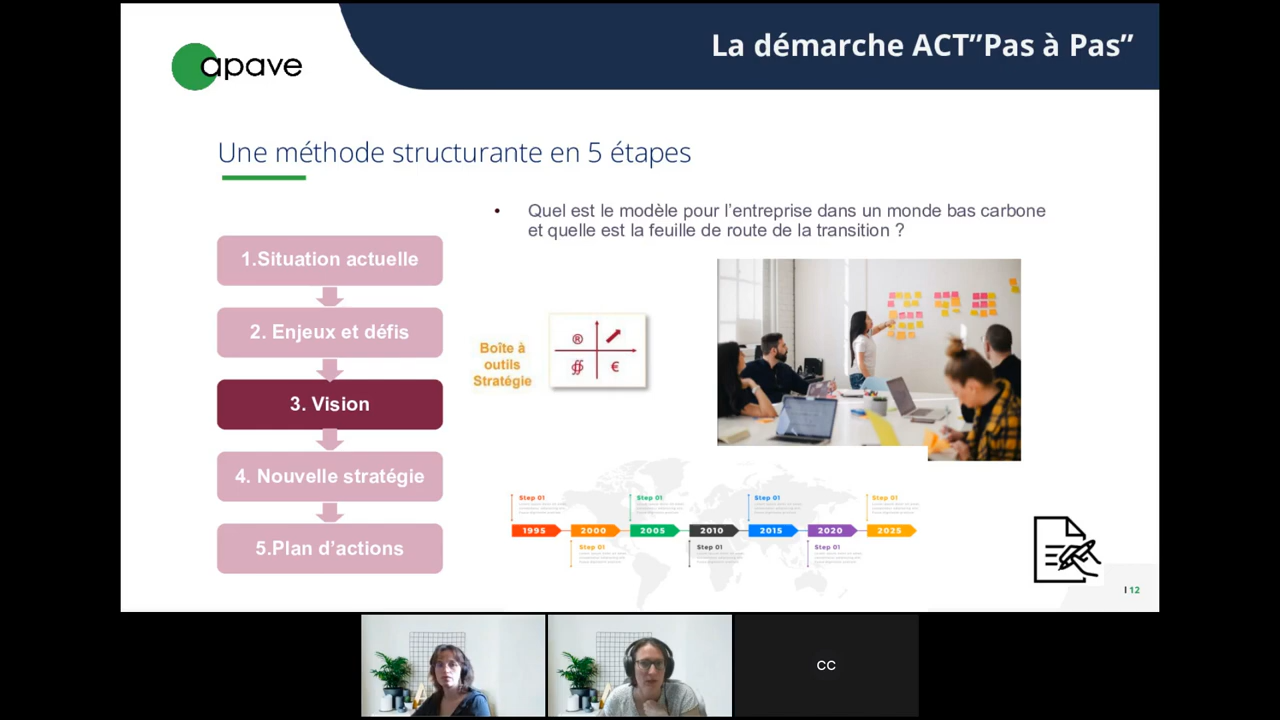 La démarche ACT”Pas à Pas”
apave
Une méthode structurante en 5 étapes
• Quel est le modèle pour l’entreprise dans un monde bas carbone
et quelle est la feuille de route de la transition ?
1.Situation actuelle
2. Enjeux et défis
3. Vision
4. Nouvelle stratégie
5.Plan d’actions
Boîte à
outils
Stratégie
® €
Step 01 Step 01 Step 01 Step 01
1995 2000 2005 2010 2015 2020 2025
Step 01 Step 01 Step 01
12
CC